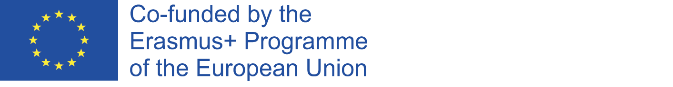 Co-funded by the
Erasmus+ Programme
of the European Union